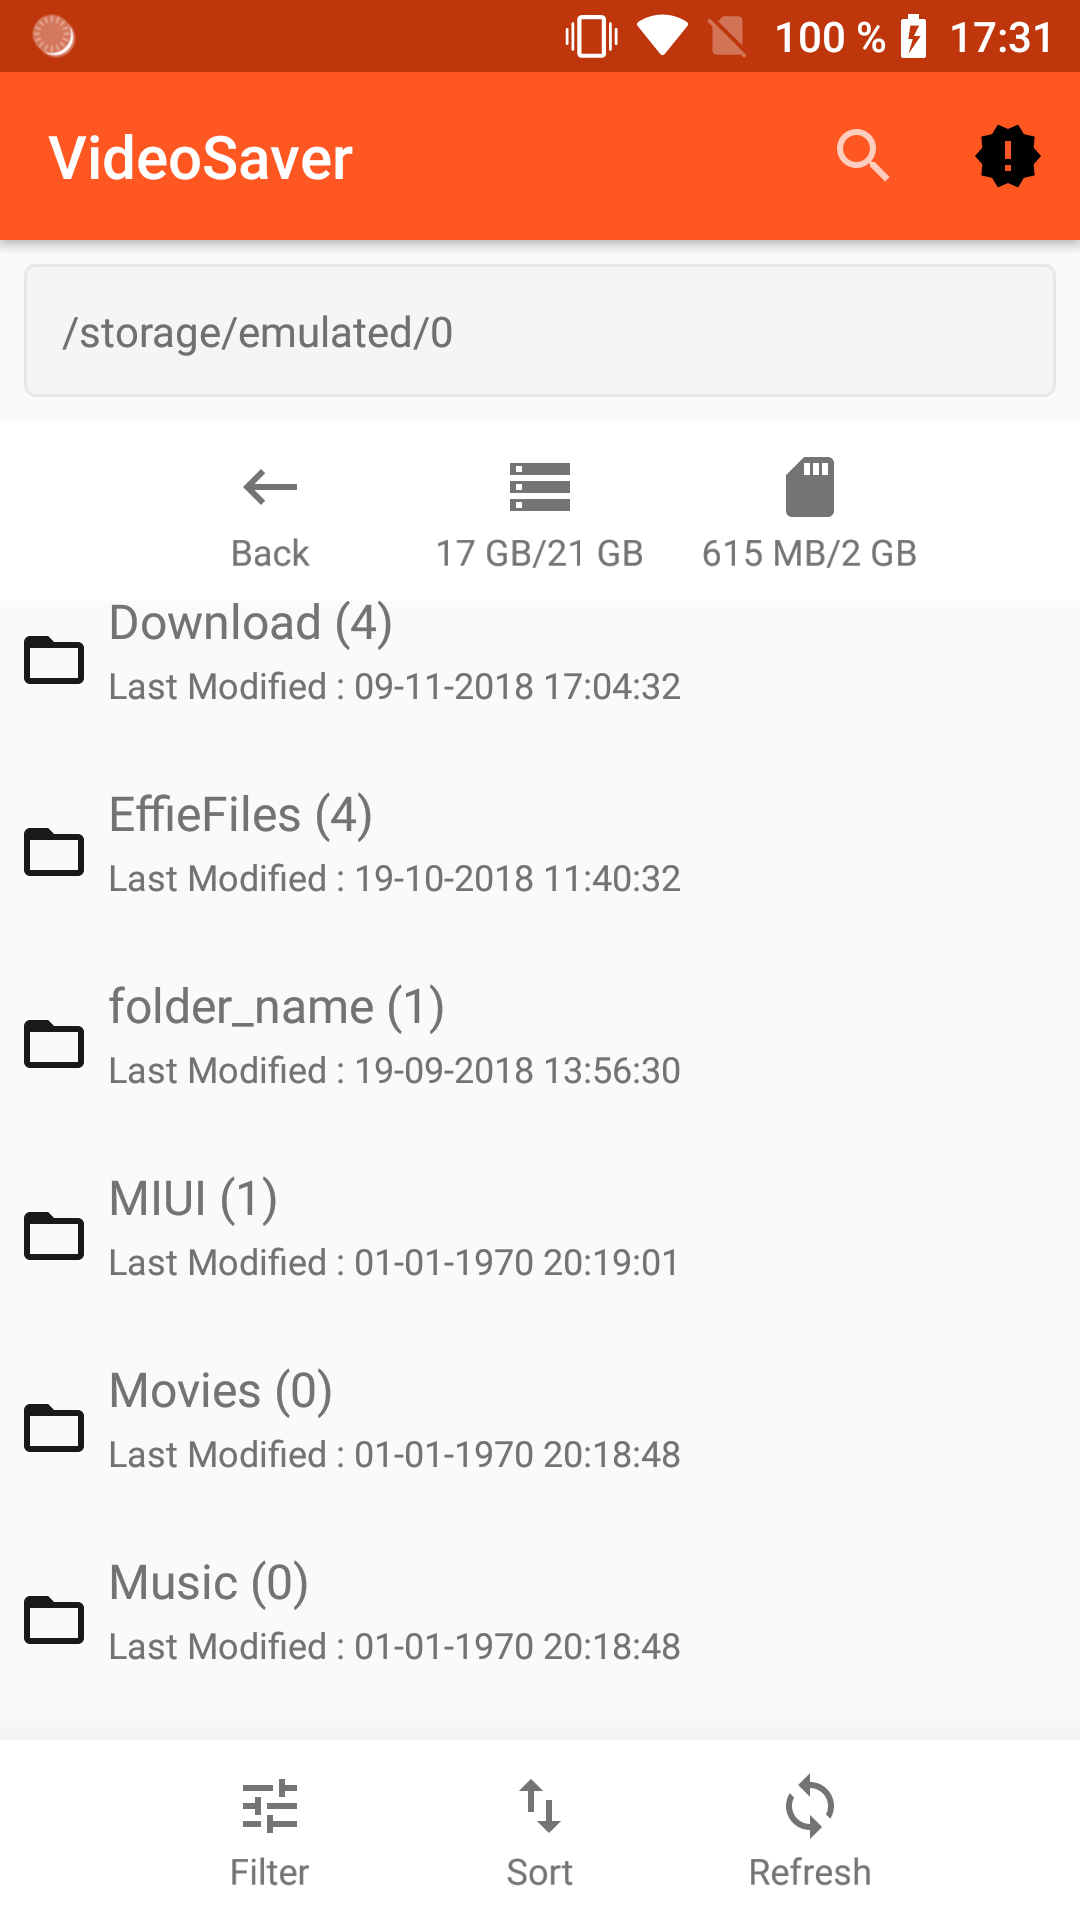 100 % 17:31
VideoSaver
/storage/emulated/0
Back
17 GB/21 GB
615 MB/2 GB
Download (4)
Last Modified : 09-11-2018 17:04:32
EffieFiles (4)
Last Modified : 19-10-2018 11:40:32
folder_name (1)
Last Modified : 19-09-2018 13:56:30
MIUI (1)
Last Modified : 01-01-1970 20:19:01
Movies (0)
Last Modified : 01-01-1970 20:18:48
Music (0)
Last Modified : 01-01-1970 20:18:48
Filter
Sort
Refresh